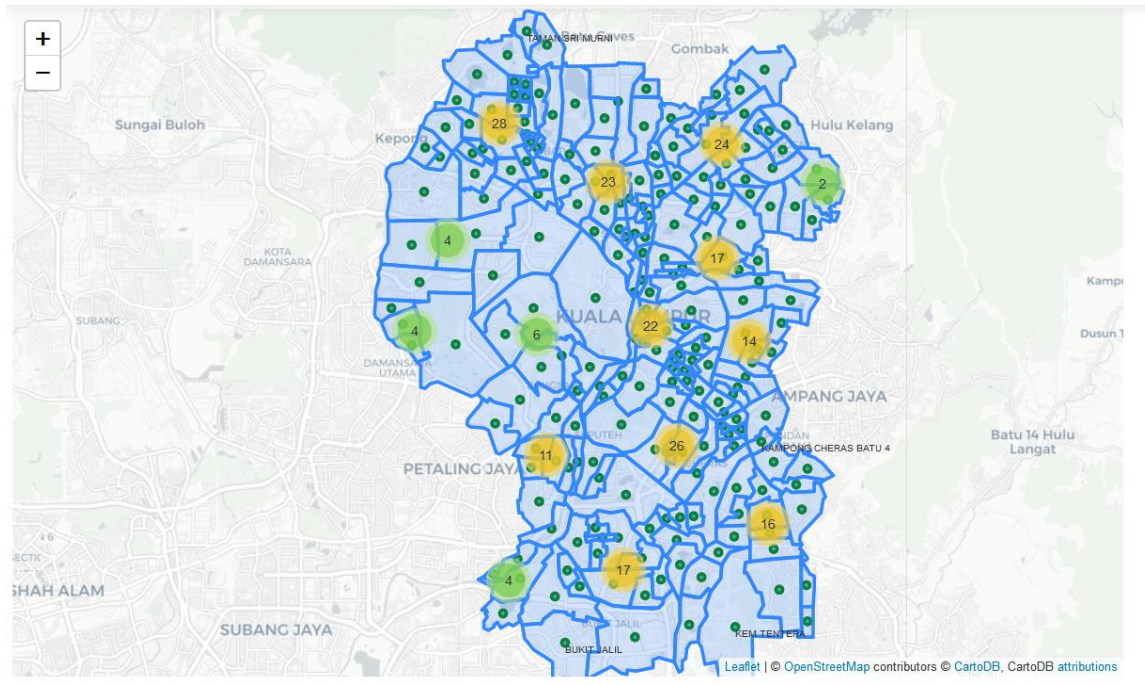 +
−
TAMAN SRI MURNI
Gombak
Sungai Buloh
28
Kepong
24
Hulu Kelang
23
2
4
KOTA
DAMANSARA
17
SUBANG
4
KUALA
22
6
14
DAMANSARA
UTAMA
AMPANG JAYA
26
KAMPONG CHERAS BATU 4
Batu 14 Hulu
Langat
11
PETALING JAYA
16
17
4
SHAH ALAM
SUBANG JAYA
BUKIT JALIL
KEM TENTERA
BUKIT JALIL
Leaflet | © OpenStreetMap contributors © CartoDB, CartoDB attributions